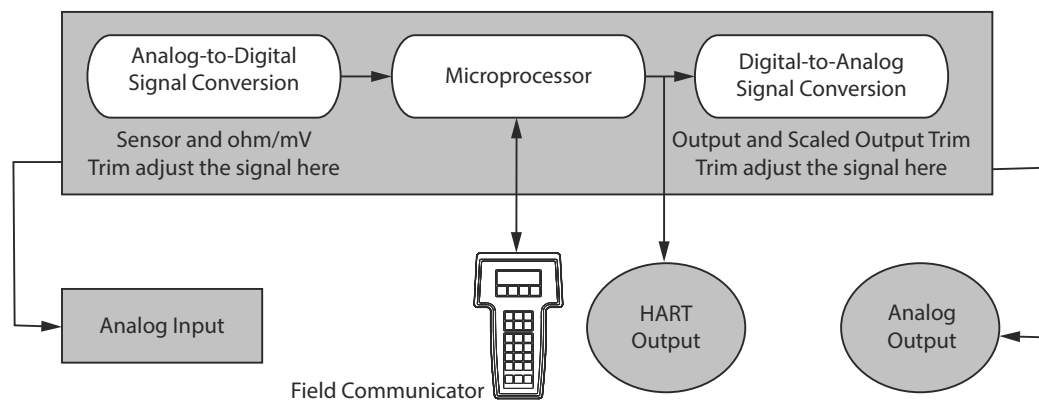 Analog-to-Digital
Signal Conversion
Microprocessor
Digital-to-Analog
Signal Conversion
Sensor and ohm/mV
Trim adjust the signal here
Output and Scaled Output Trim
Trim adjust the signal here
Analog Input
HART
Output
Analog
Output
Field Communicator